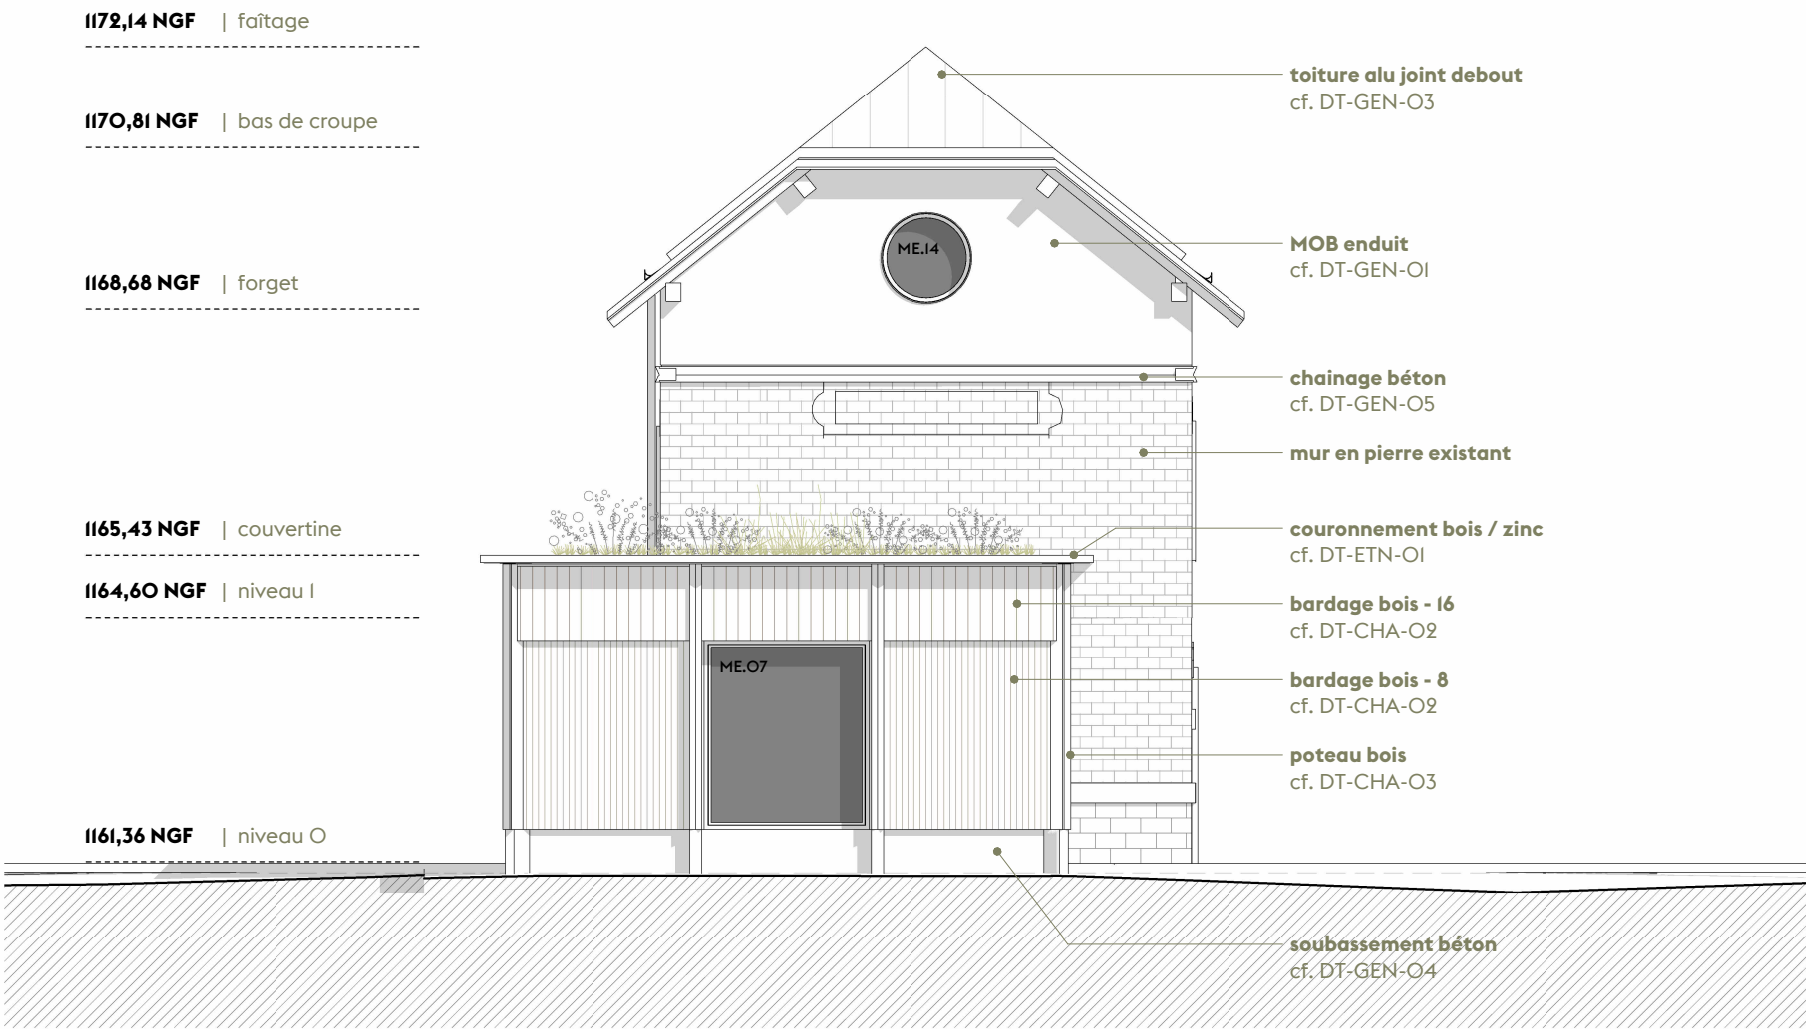 1172,14 NGF | faîtage
1170,81 NGF | bas de croupe
1168,68 NGF | forget
1165,43 NGF | couvertine
1164,60 NGF | niveau 1
1161,36 NGF | niveau 0
ME.14
ME.07
toiture alu joint debout
cf. DT-GEN-03
MOB enduit
cf. DT-GEN-01
chainage béton
cf. DT-GEN-05
mur en pierre existant
couronnement bois / zinc
cf. DT-ETN-01
bardage bois - 16
cf. DT-CHA-02
bardage bois - 8
cf. DT-CHA-02
poteau bois
cf. DT-CHA-03
soubassement béton
cf. DT-GEN-04